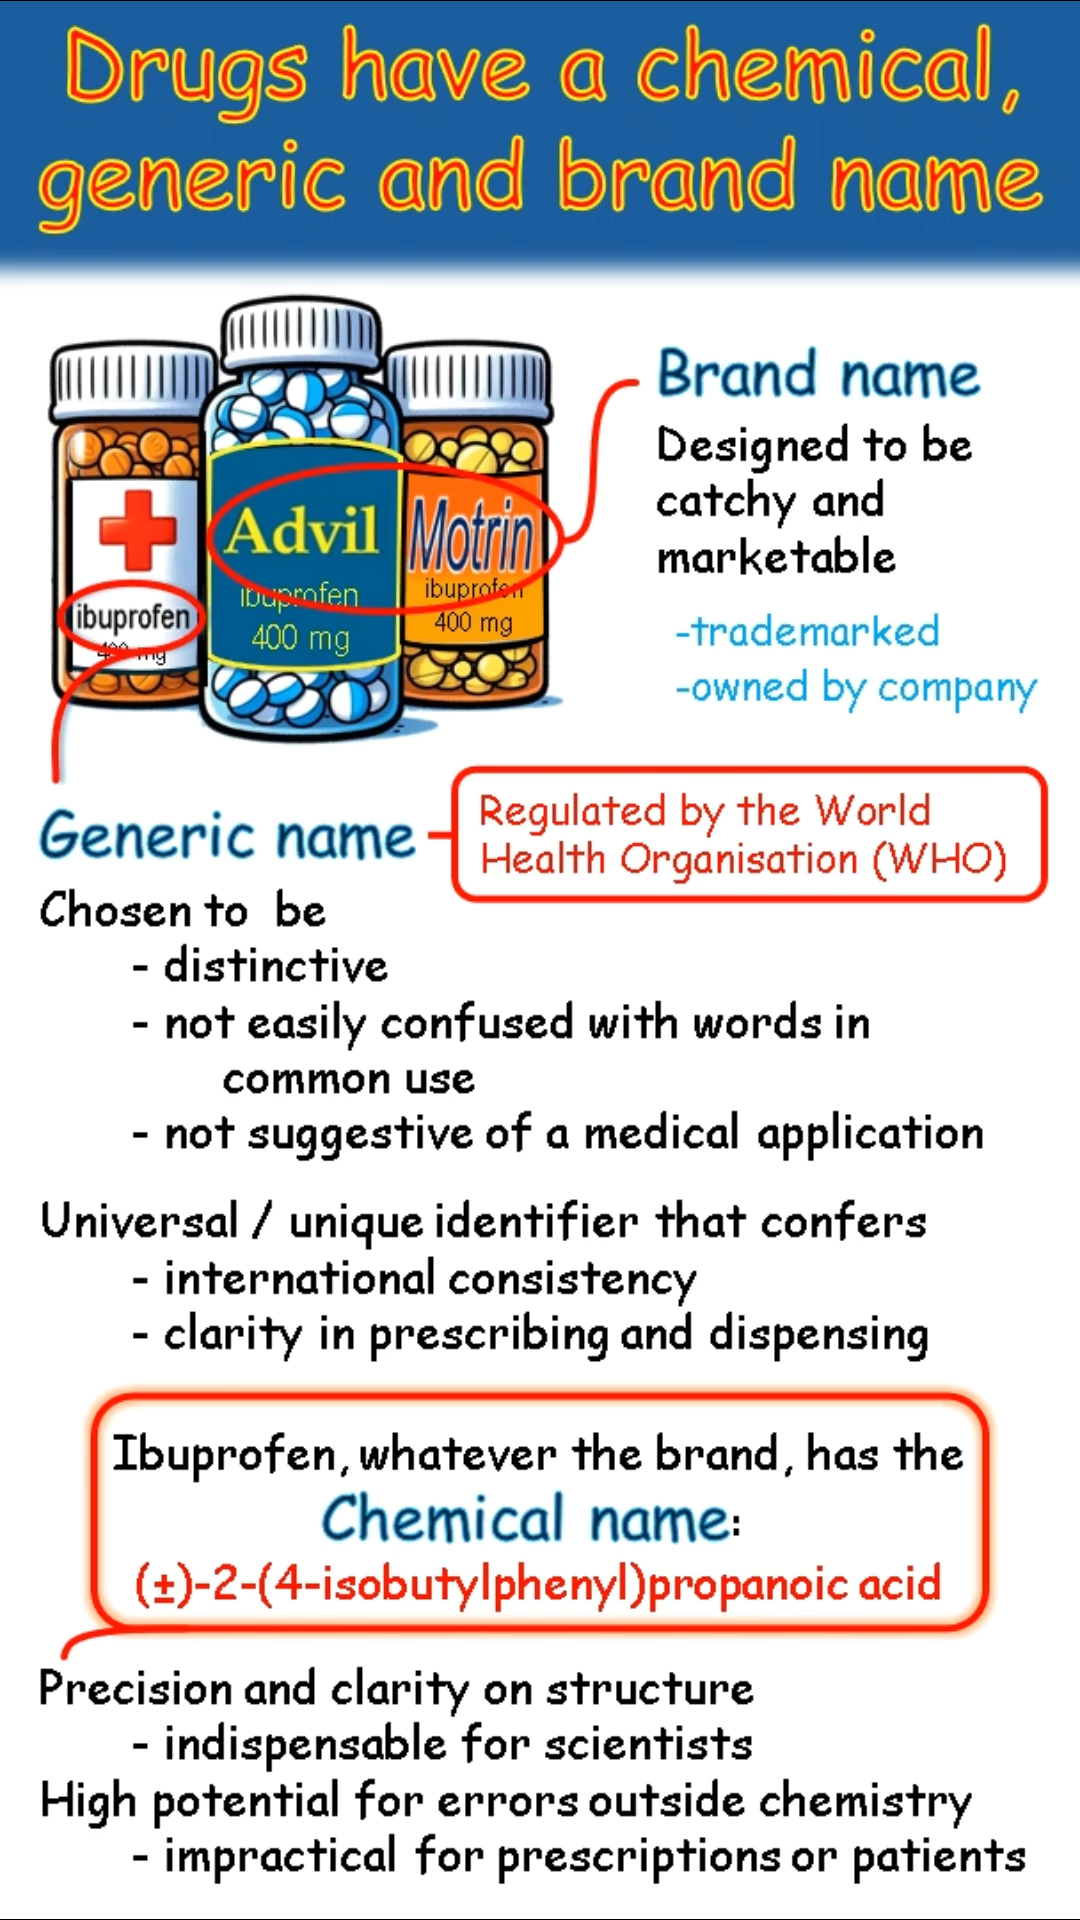 Drugs have a chemical,
generic and brand name
Brand name
Designed to be
catchy and
marketable
-trademarked
-owned by company
Advil
ibuprofen
400 mg
Motrin
ibuprofen
400 mg
ibuprofen
400 mg
Generic name
Regulated by the World
Health Organisation (WHO)
Chosen to be
- distinctive
- not easily confused with words in
common use
- not suggestive of a medical application
Universal / unique identifier that confers
- international consistency
- clarity in prescribing and dispensing
Ibuprofen, whatever the brand, has the
Chemical name:
(±)-2-(4-isobutylphenyl)propanoic acid
Precision and clarity on structure
- indispensable for scientists
High potential for errors outside chemistry
- impractical for prescriptions or patients